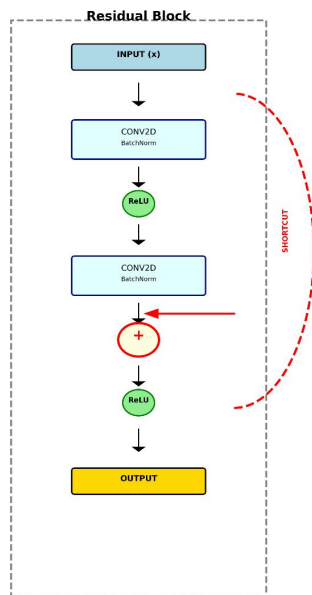 Residual Block
INPUT (x)
CONV2D
BatchNorm
ReLU
SHORTCUT
CONV2D
BatchNorm
+
ReLU
OUTPUT